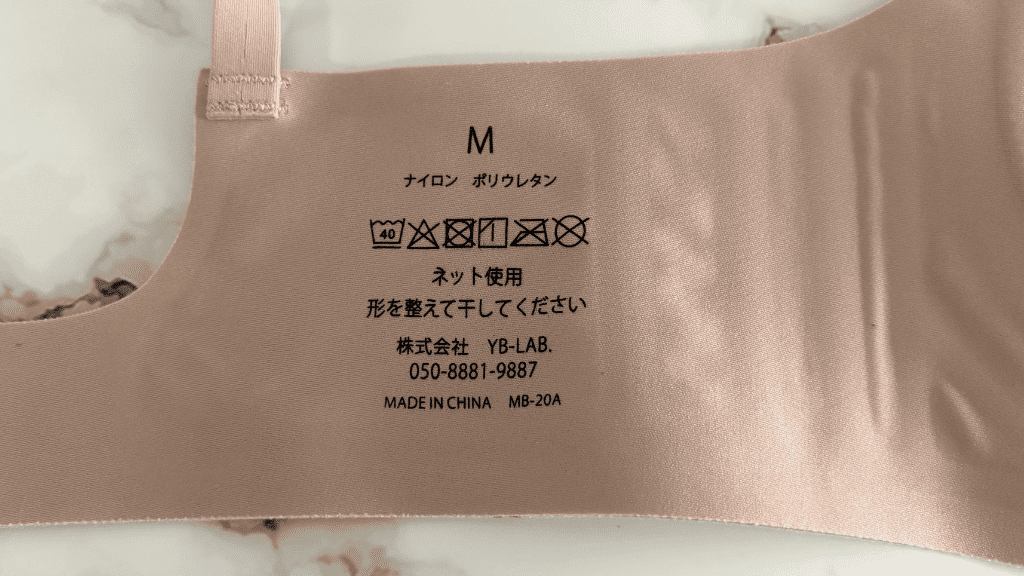 M
ナイロン ポリウレタン
40
ネット使用
形を整えて干してください
株式会社 YB-LAB.
050-8881-9887
MADE IN CHINA MB-20A